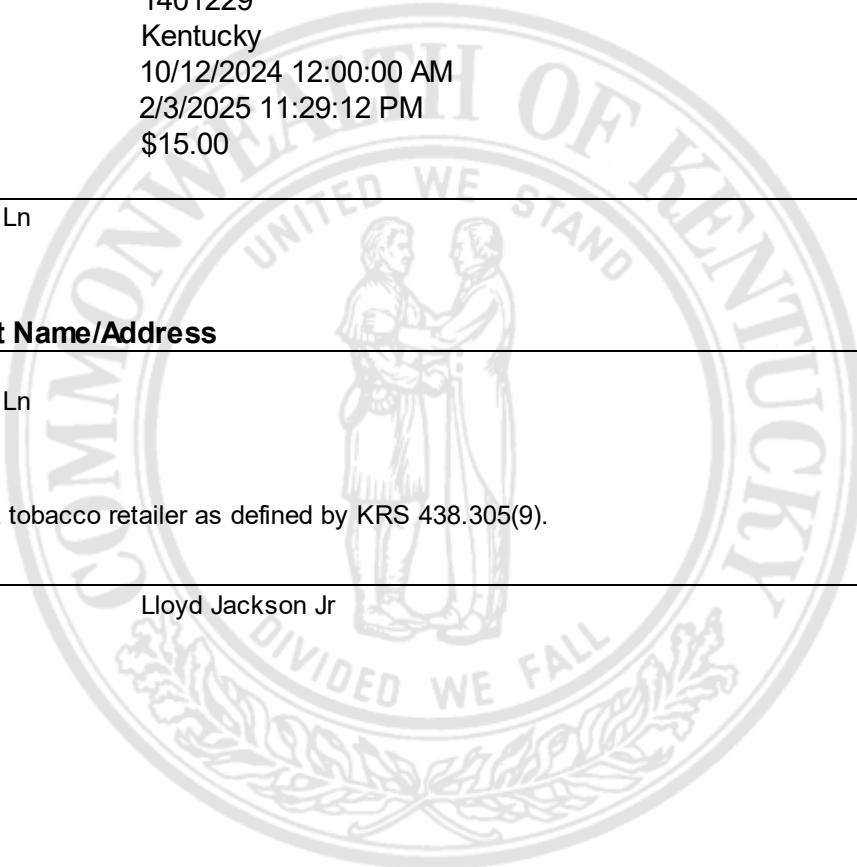 1401229
Kentucky
10/12/2024 12:00:00 AM
2/3/2025 11:29:12 PM
$15.00
Ln
t Name/Address
Ln
tobacco retailer as defined by KRS 438.305(9).
Lloyd Jackson Jr
COMMONWEALTH OF KENTUCKY
UNITED WE STAND
DIVIDED WE FALL